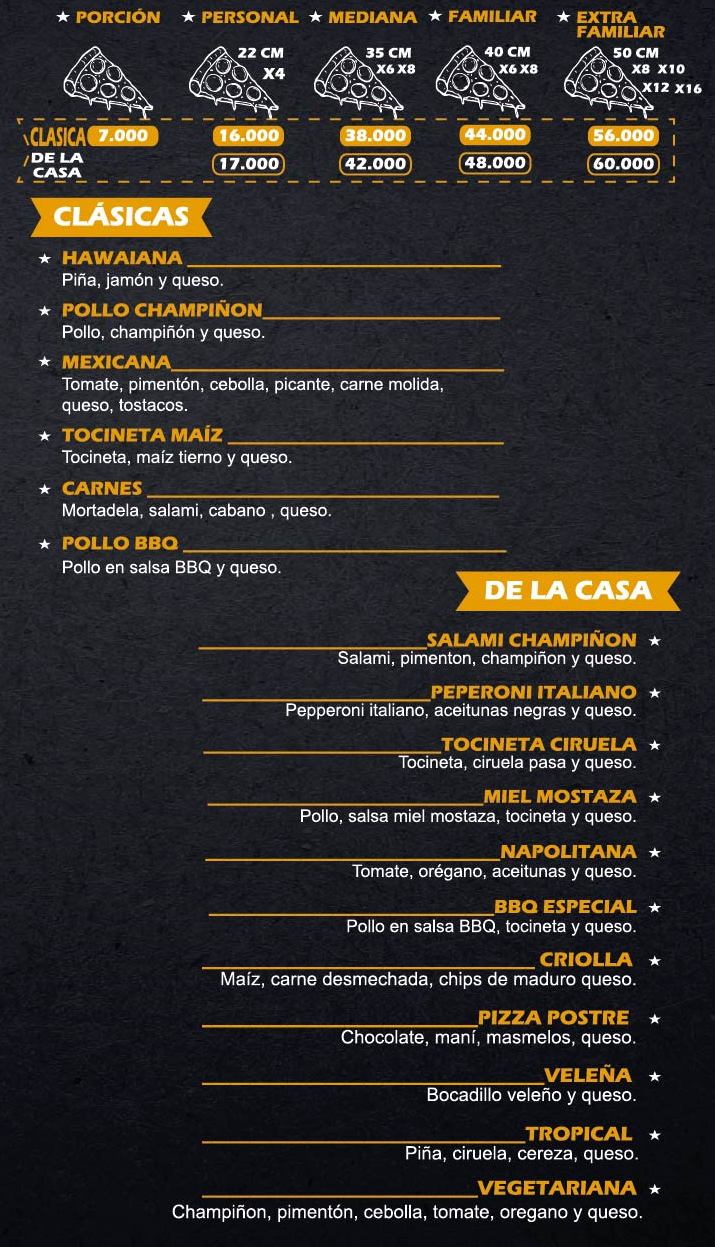 ★ PORCIÓN ★ PERSONAL ★ MEDIANA ★ FAMILIAR ★ EXTRA FAMILIAR
22 CM 35 CM 40 CM 50 CM
X4 X6 X8 X6 X8 X8 X10
X12 X16
CLASICA 7.000 16.000 38.000 44.000 56.000
DE LA CASA 17.000 42.000 48.000 60.000
CLÁSICAS
★ HAWAIANA
Piña, jamón y queso.
★ POLLO CHAMPIÑON
Pollo, champiñón y queso.
★ MEXICANA
Tomate, pimentón, cebolla, picante, carne molida,
queso, tostacos.
★ TOCINETA MAÍZ
Tocineta, maíz tierno y queso.
★ CARNES
Mortadela, salami, cabano , queso.
★ POLLO BBQ
Pollo en salsa BBQ y queso.
DE LA CASA
SALAMI CHAMPIÑON ★
Salami, pimenton, champiñon y queso.
PEPERONI ITALIANO ★
Pepperoni italiano, aceitunas negras y queso.
TOCINETA CIRUELA ★
Tocineta, ciruela pasa y queso.
MIEL MOSTAZA ★
Pollo, salsa miel mostaza, tocineta y queso.
NAPOLITANA ★
Tomate, orégano, aceitunas y queso.
BBQ ESPECIAL ★
Pollo en salsa BBQ, tocineta y queso.
CRIOLLA ★
Maíz, carne desmechada, chips de maduro queso.
PIZZA POSTRE ★
Chocolate, maní, masmelos, queso.
VELEÑA ★
Bocadillo veleño y queso.
TROPICAL ★
Piña, ciruela, cereza, queso.
VEGETARIANA ★
Champiñon, pimentón, cebolla, tomate, oregano y queso.